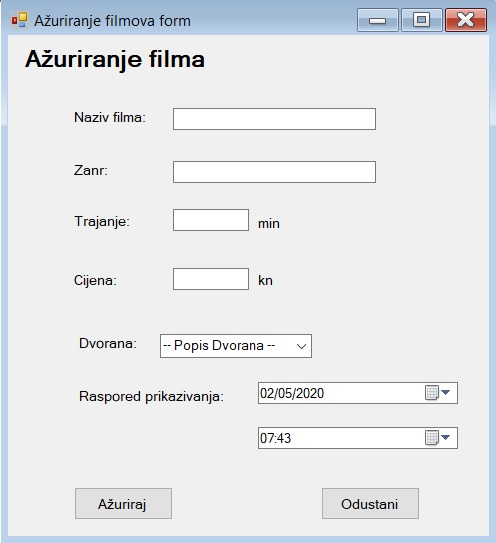 Ažuriranje filmova form
Ažuriranje filma
Naziv filma:
Zanr:
Trajanje: min
Cijena: kn
Dvorana: -- Popis Dvorana --
Raspored prikazivanja: 02/05/2020
07:43
Ažuriraj Odustani